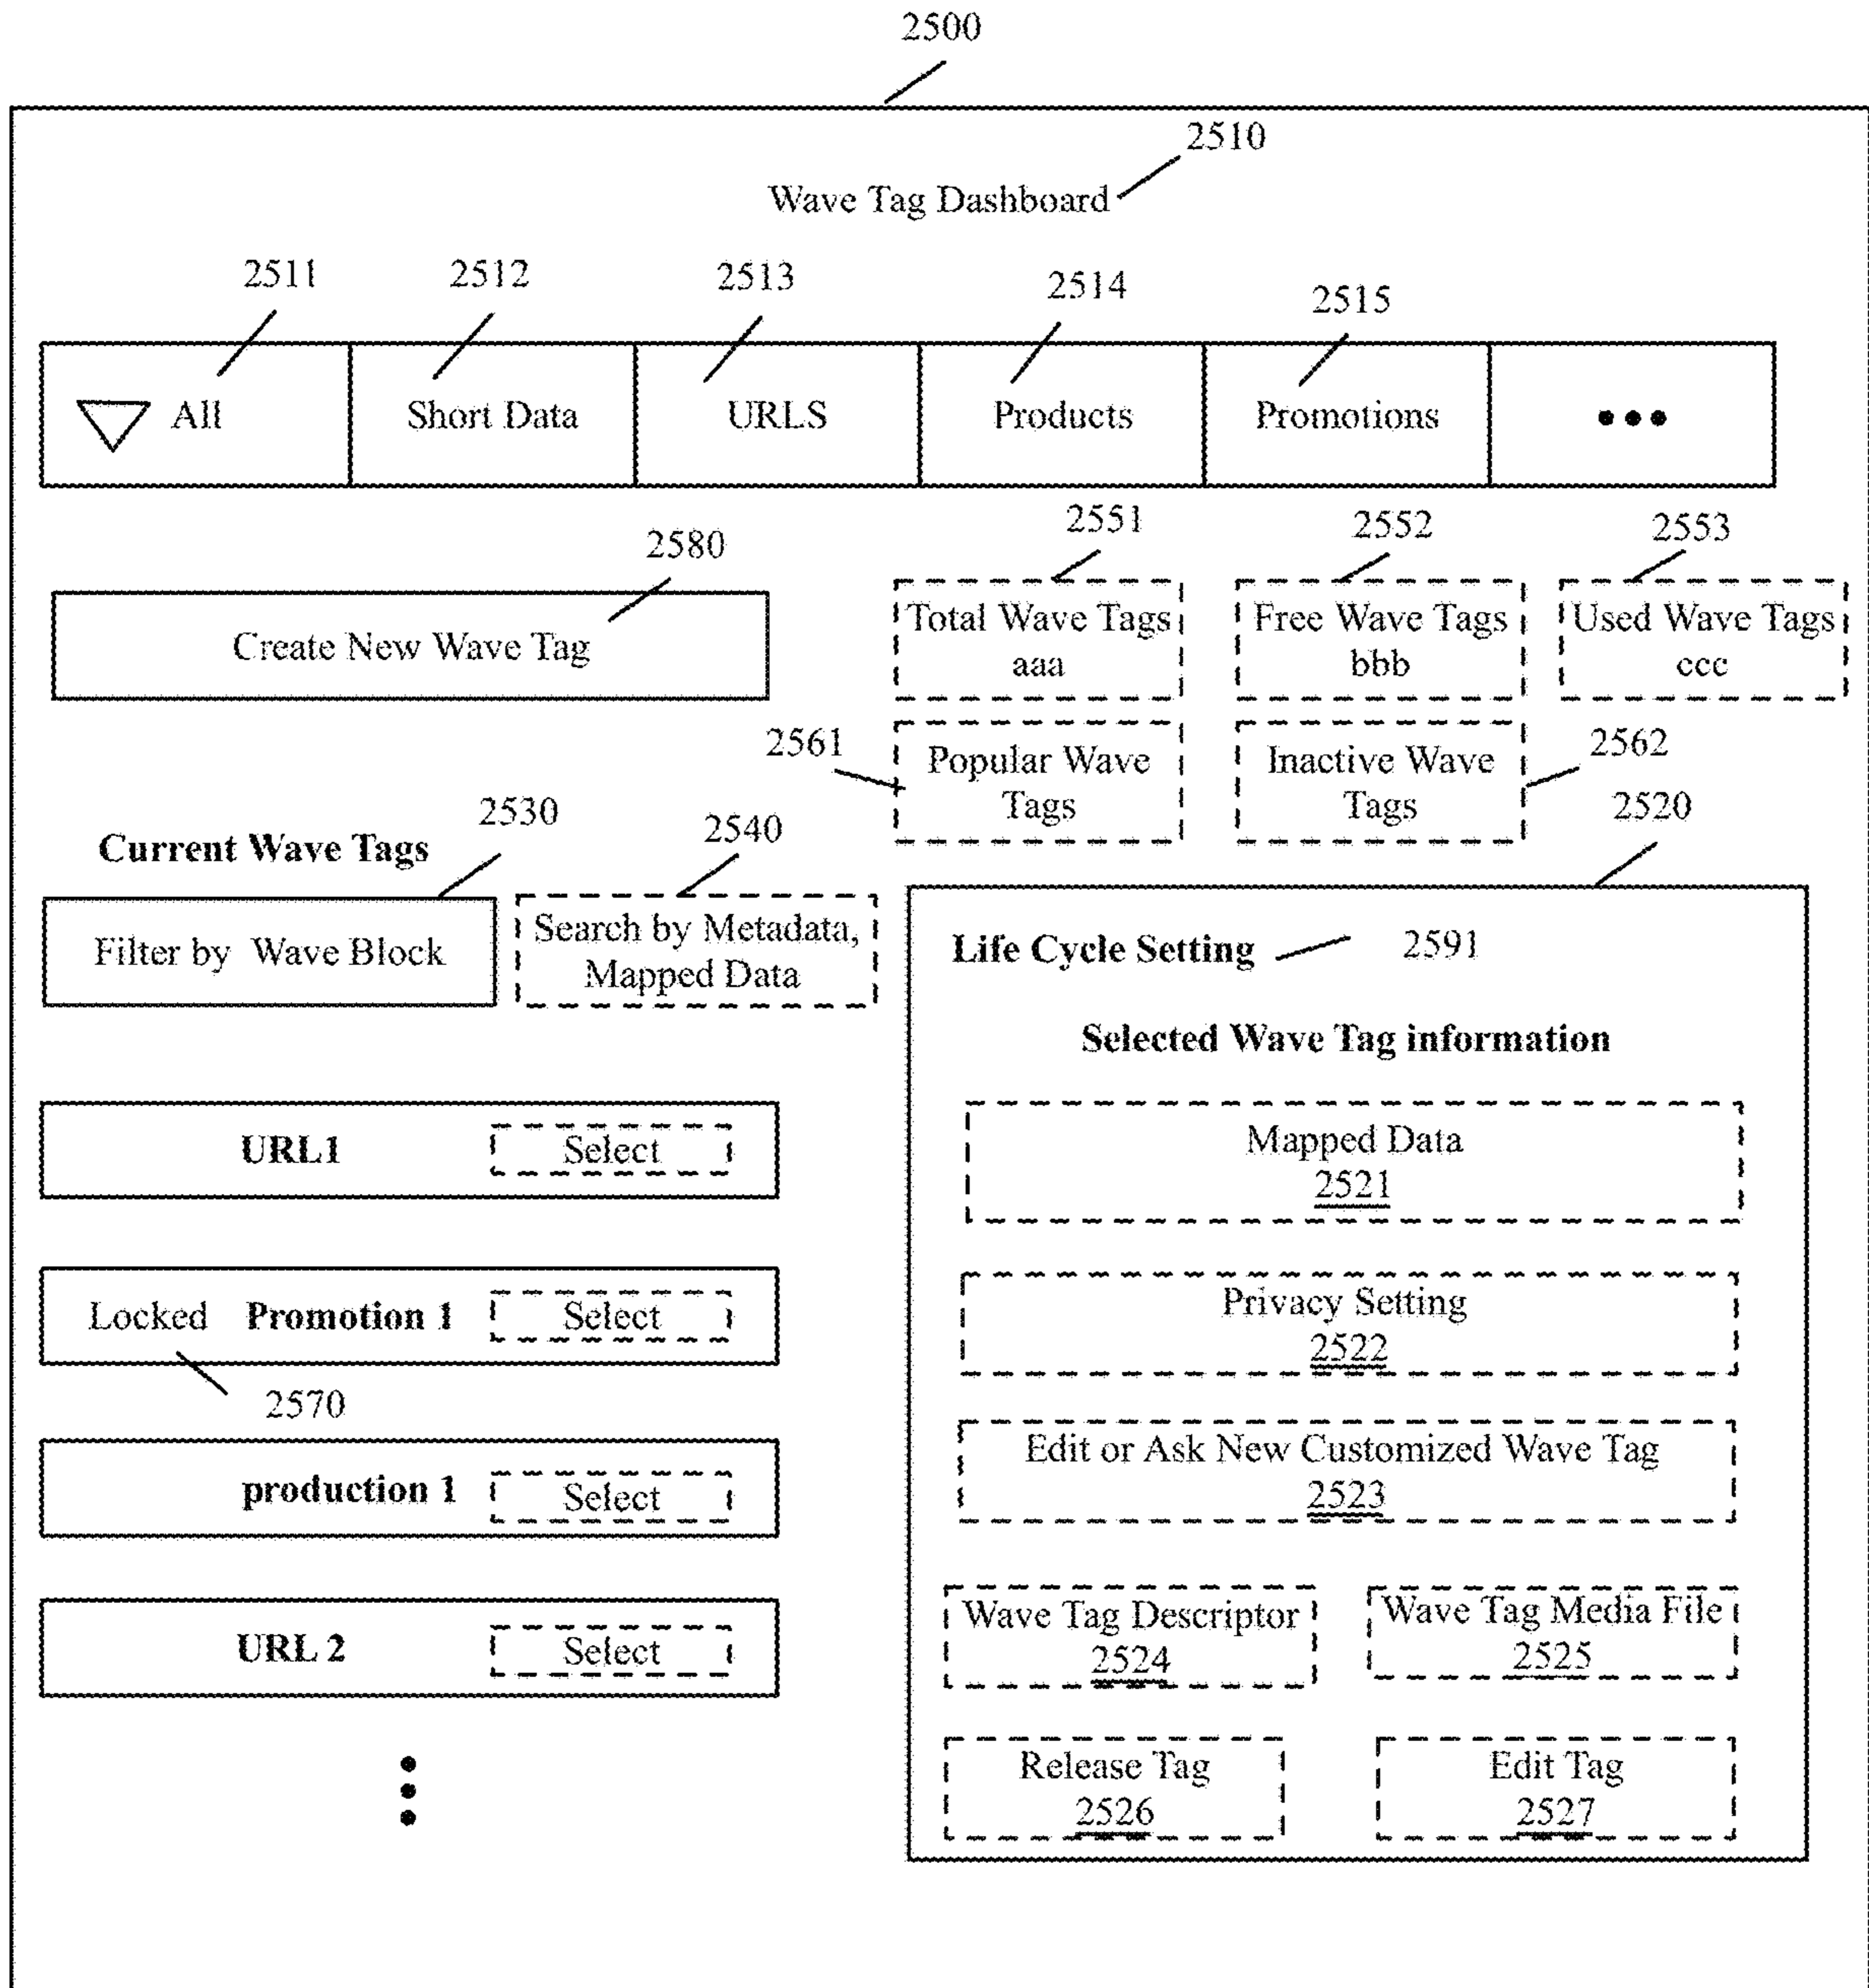 2500
2510
Wave Tag Dashboard
2511
2512
2513
2514
2515
All
Short Data
URLS
Products
Promotions
•••
2580
2551
2552
2553
Create New Wave Tag
Total Wave Tags
aaa
Free Wave Tags
bbb
Used Wave Tags
ccc
2561
Popular Wave
Tags
Inactive Wave
Tags
2562
2520
Current Wave Tags
2530
2540
Filter by Wave Block
Search by Metadata,
Mapped Data
Life Cycle Setting
2591
Selected Wave Tag information
URL1
Select
Locked
Promotion 1
Select
2570
production 1
Select
URL 2
Select
Mapped Data
2521
Privacy Setting
2522
Edit or Ask New Customized Wave Tag
2523
Wave Tag Descriptor
2524
Wave Tag Media File
2525
Release Tag
2526
Edit Tag
2527